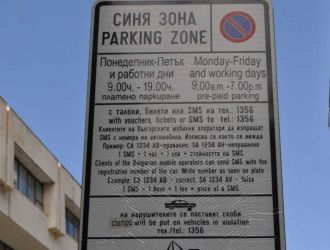 СИНЯ ЗОНА
PARKING ZONE
Понеделник-Петък
и работни дни
9.00ч. - 19.00ч.
платено паркиране
Monday-Friday
and working days
9.00a.m -7.00p.m
pre-paid parking
с талони, билети или SMS на тел.: 1356
with vouchers, tickets or SMS to tel.: 1356
Клиентите на българските мобилни оператори да изпращат
SMS с номера на автомобила. Изписва се както се вижда
Пример: СА 1234 АВ-правилно. SA 1234 AV-неправилно
1 SMS = 1 час = стойността на SMS
Clients of the Bulgarian mobile operators can send SMS with the
registration number of the car. Write number as seen on plate
Example: CA 1234 AB - correct. SA 1234 AV - false
1 SMS = 1 hour = price of a SMS
на нарушителите се поставят скоби
clamps will be put on vehicles in violation
тел./tel.: 1356